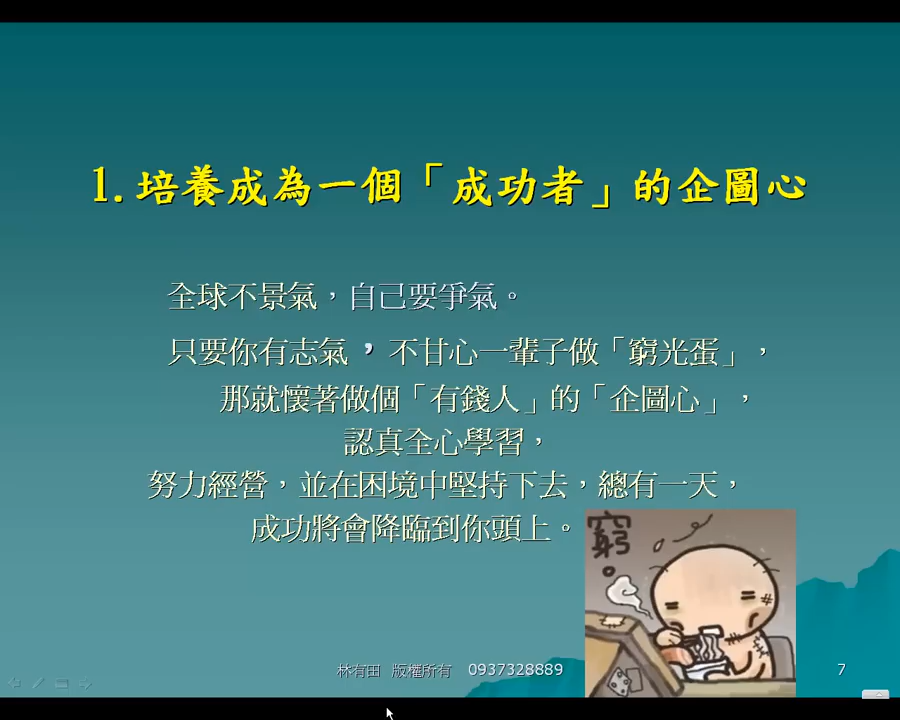 1.培養成為一個「成功者」的企圖心
全球不景氣，自己要爭氣。
只要你有志氣，不甘心一輩子做「窮光蛋」，
那就懷著做個「有錢人」的「企圖心」，
認真全心學習，
努力經營，並在困境中堅持下去，總有一天，
成功將會降臨到你頭上。
窮。
林有田 版權所有 0937328889
7